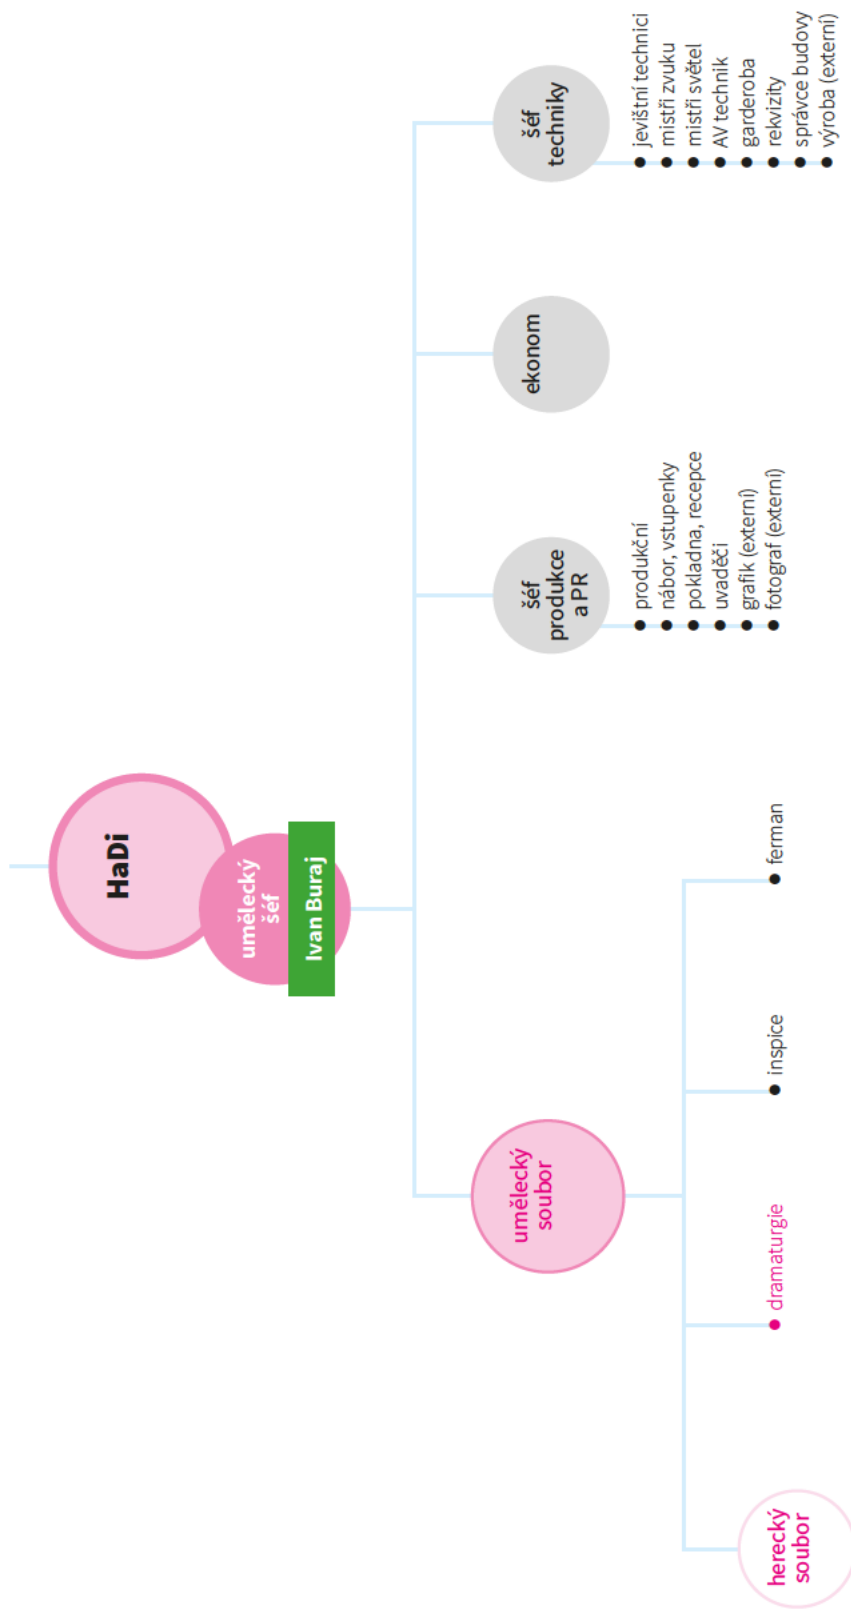 HaDi
umělecký
šéf
Ivan Buraj
umělecký
soubor
šéf
produkce
a PR
ekonom
šéf
techniky
herecký
soubor
dramaturgie
inspice
ferman
produkční
nábor, vstupenky
pokladna, recepce
uvaděči
grafik (externí)
fotograf (externí)
jevištní technici
mistři zvuku
mistři světel
AV technik
garderoba
rekvizity
správce budovy
výroba (externí)